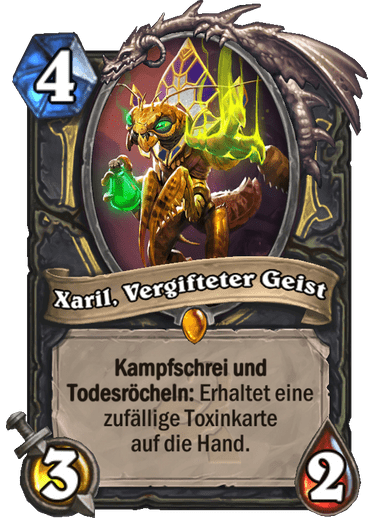 4
Xaril, Vergifteter Geist
Kampfschrei und
Todesröcheln: Erhaltet eine
zufällige Toxinkarte
auf die Hand.
3
2